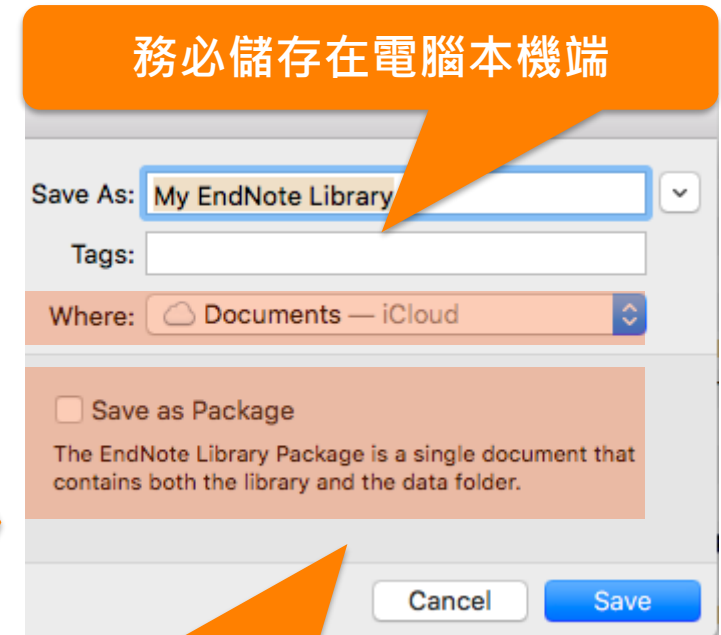 務必儲存在電腦本機端
Save As: My EndNote Library
Tags:
Where: Documents — iCloud
Save as Package
The EndNote Library Package is a single document that
contains both the library and the data folder.
Cancel Save